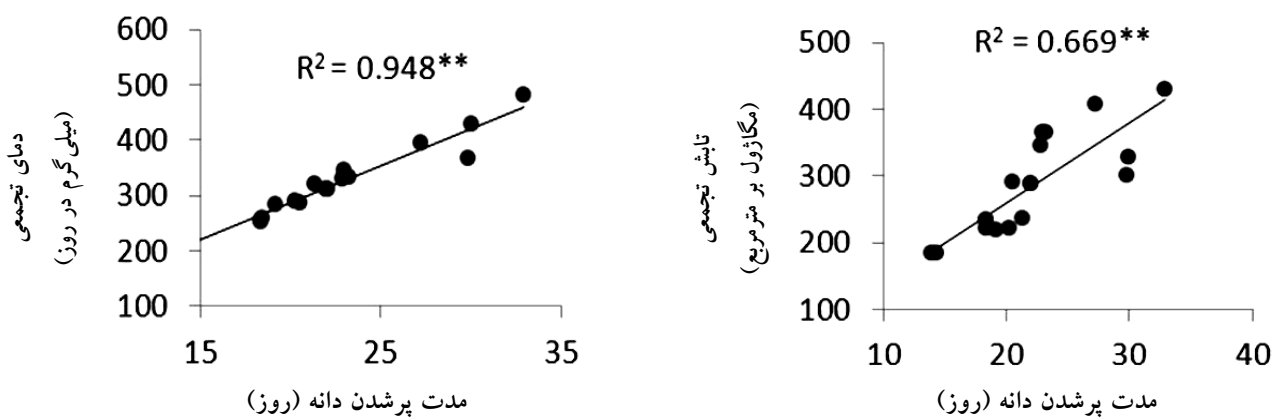 600
500
400
300
200
100
15
25
35
R² = 0.948**
دمای تجمعی
(میلی‌گرم در روز)
مدت پرشدن دانه (روز)
500
400
300
200
100
10
20
30
40
R² = 0.669**
تابش تجمعی
(مگاژول بر مترمربع)
مدت پرشدن دانه (روز)